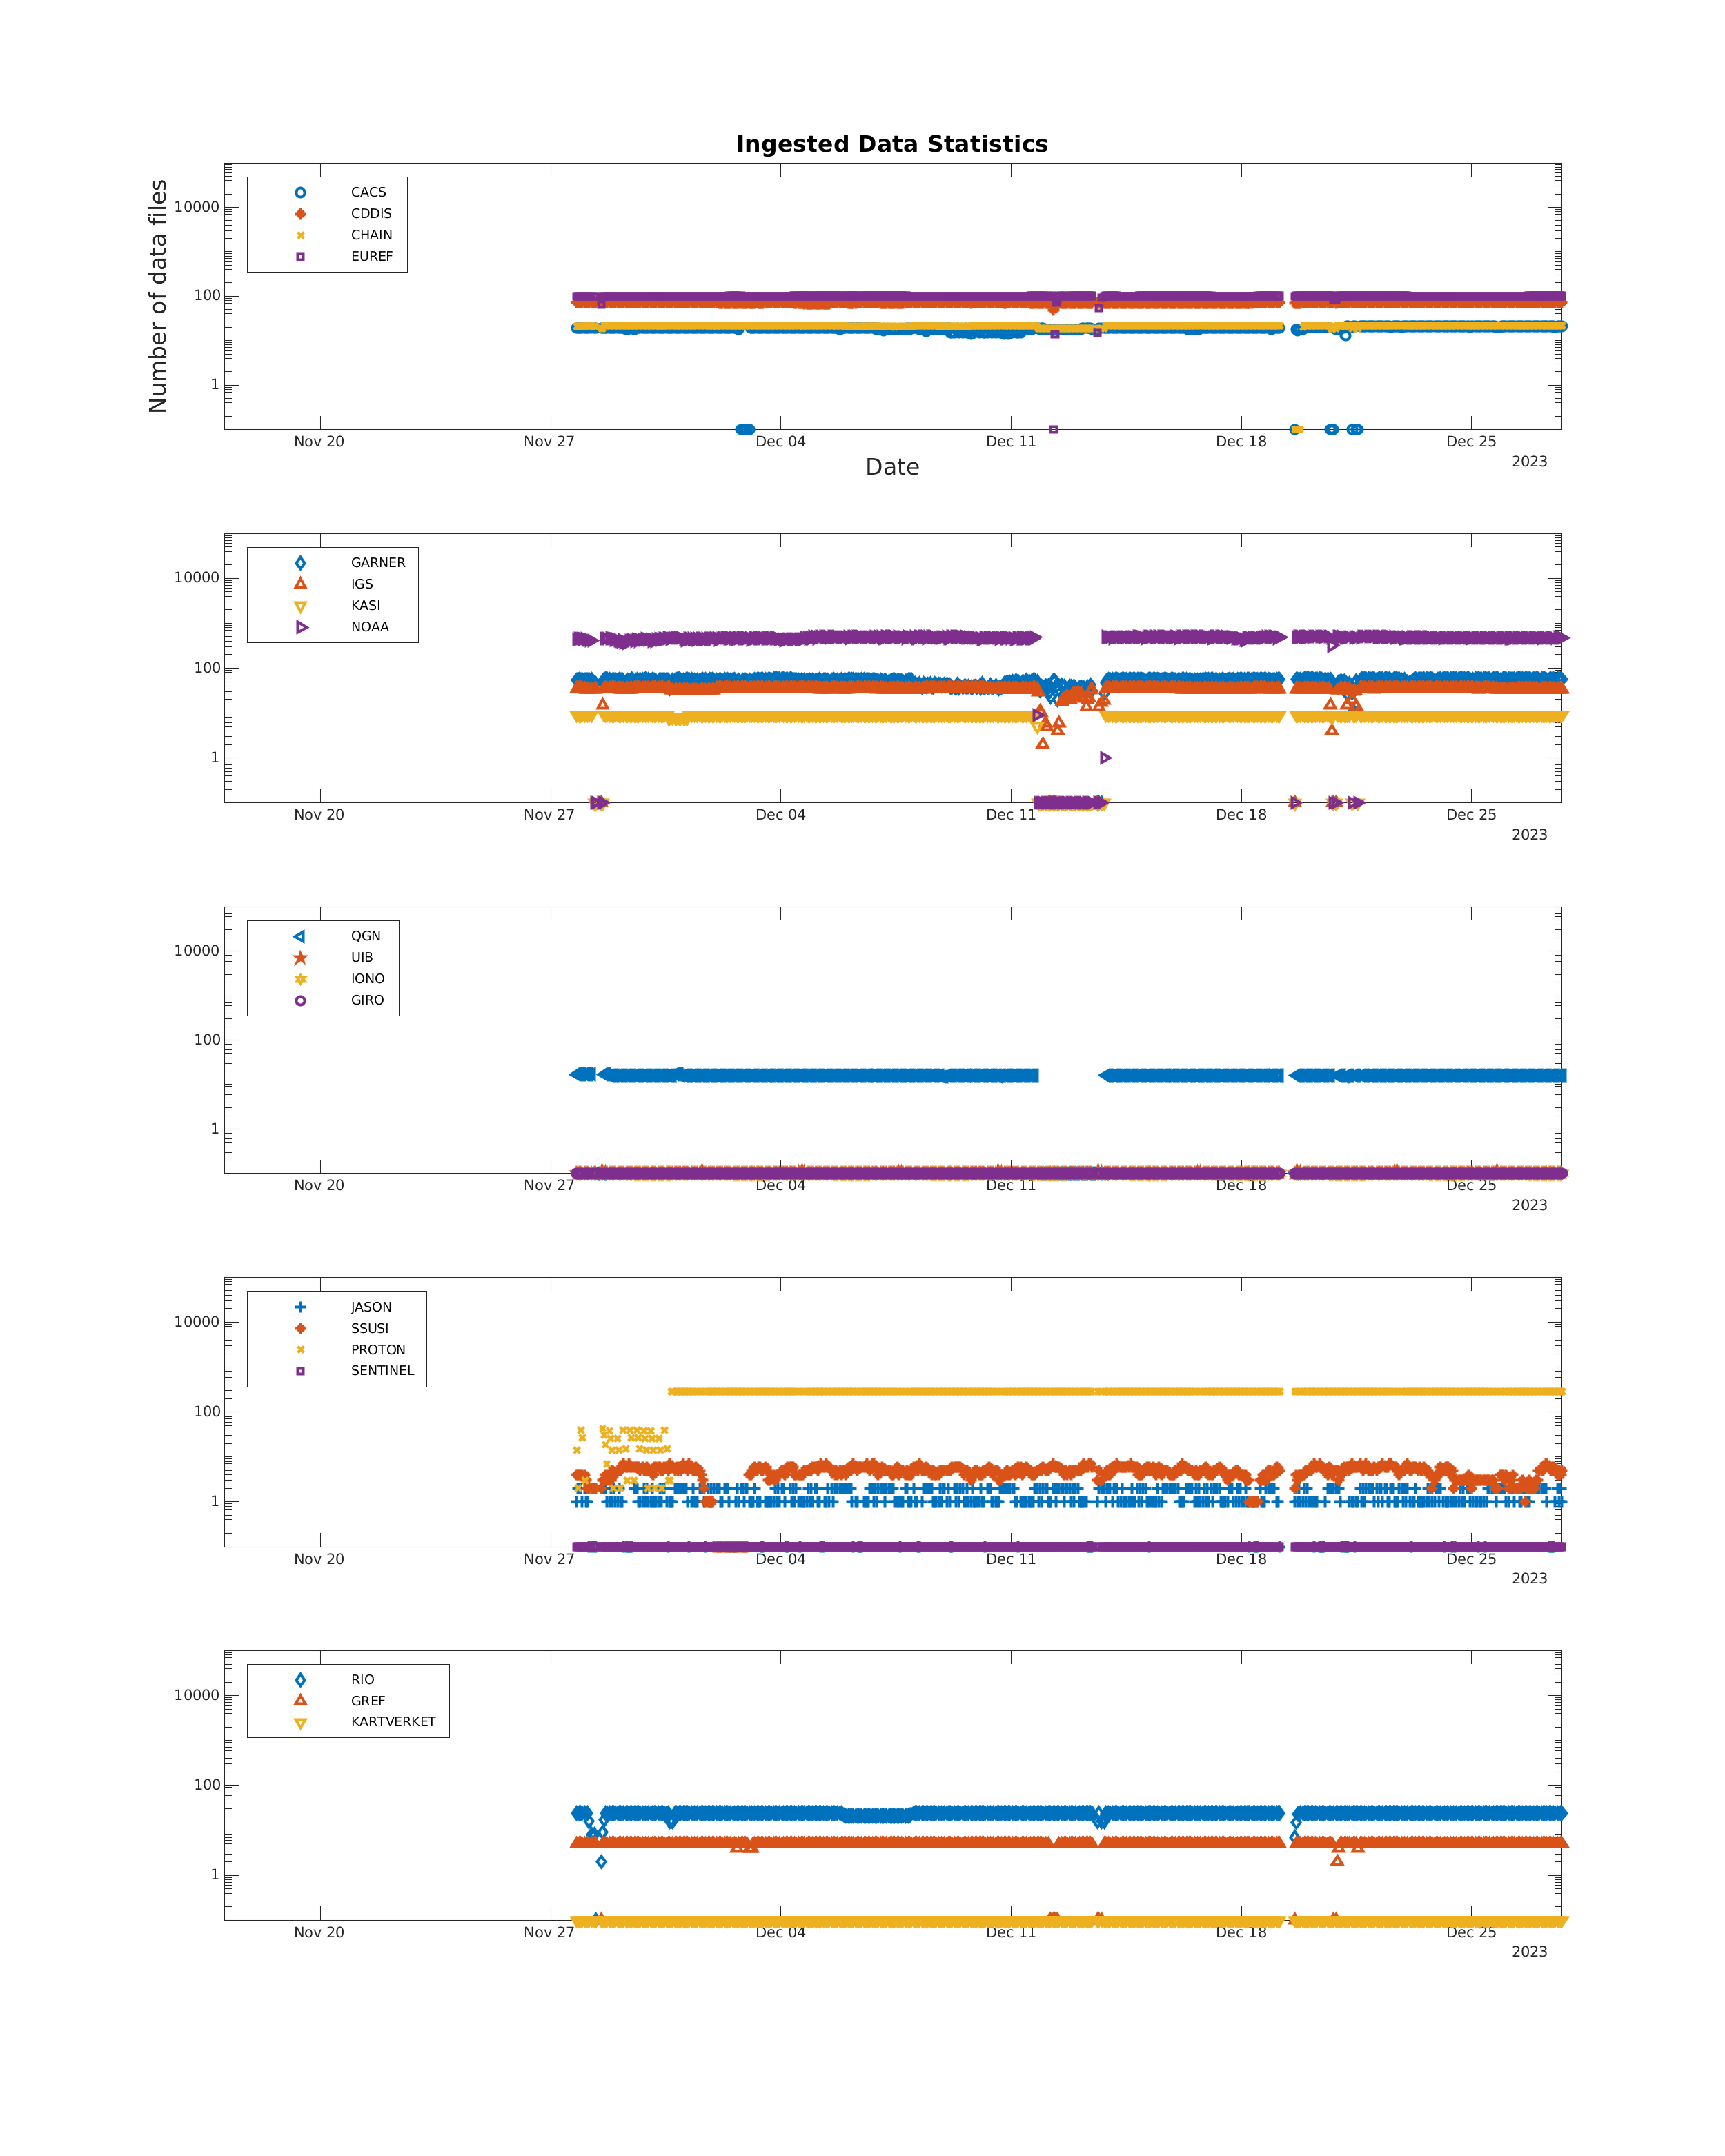 Ingested Data Statistics
Number of data files
10000
100
1
CACS
CDDIS
CHAIN
EUREF
Nov 20 Nov 27 Dec 04 Dec 11 Dec 18 Dec 25
2023
Date
10000
100
1
GARNER
IGS
KASI
NOAA
Nov 20 Nov 27 Dec 04 Dec 11 Dec 18 Dec 25
2023
10000
100
1
QGN
UIB
IONO
GIRO
Nov 20 Nov 27 Dec 04 Dec 11 Dec 18 Dec 25
2023
10000
100
1
JASON
SSUSI
PROTON
SENTINEL
Nov 20 Nov 27 Dec 04 Dec 11 Dec 18 Dec 25
2023
10000
100
1
RIO
GREF
KARTVERKET
Nov 20 Nov 27 Dec 04 Dec 11 Dec 18 Dec 25
2023